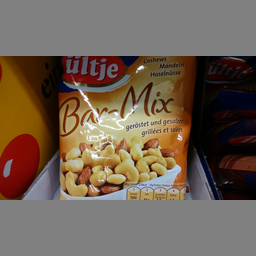 ültje
Cashews
Mandeln
Haselnüsse
Bar-Mix
geröstet und gesalzen
grillées et salées